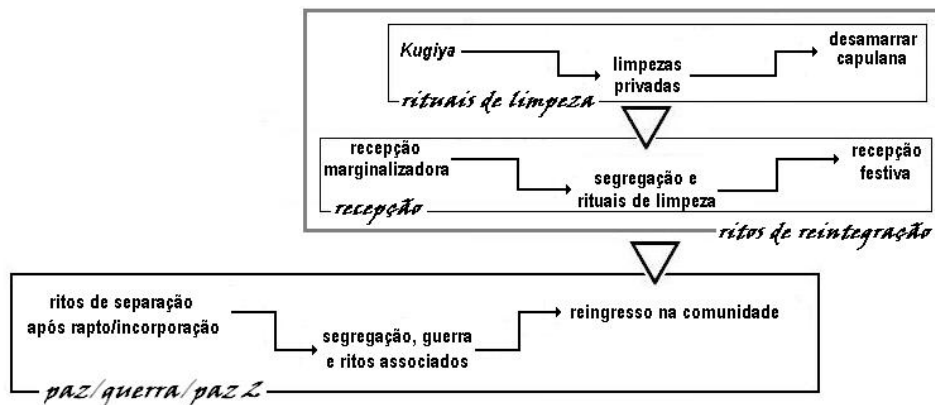 Kugiya
limpezas
privadas
desamarrar
capulana
rituais de limpeza
recepção
marginalizadora
segregação e
rituais de limpeza
recepção
festiva
recepção
ritos de reintegração
ritos de separação
após rapto/incorporação
segregação, guerra
e ritos associados
reingresso na comunidade
paz/guerra/paz 2